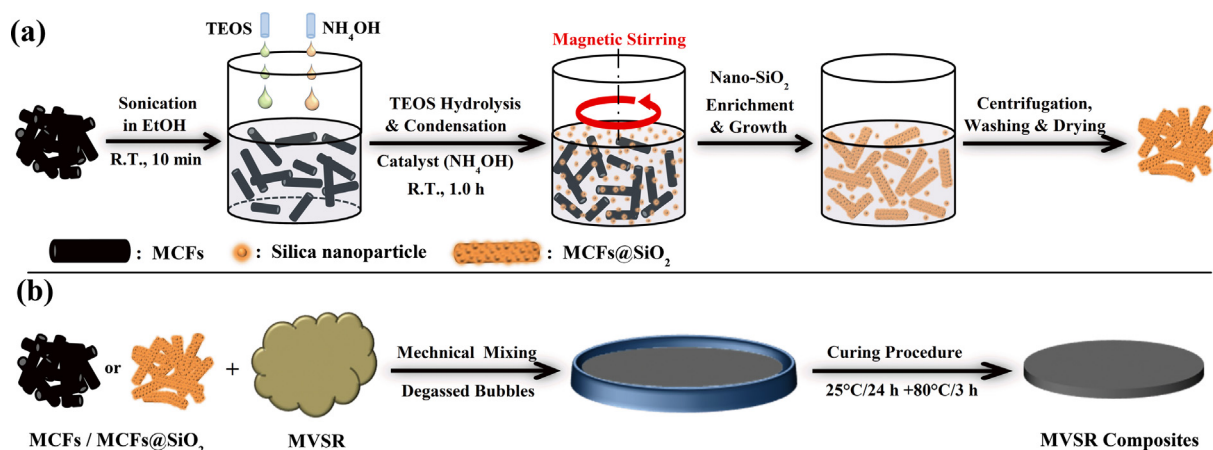 (a)
TEOS
NH₄OH
Sonication
in EtOH
R.T., 10 min
TEOS Hydrolysis
& Condensation
Catalyst (NH₄OH)
R.T., 1.0 h
Magnetic Stirring
Nano-SiO₂
Enrichment
& Growth
Centrifugation,
Washing & Drying
: MCFs
: Silica nanoparticle
: MCFs@SiO₂
(b)
or
+
Mechnical Mixing
Degassed Bubbles
Curing Procedure
25°C/24 h +80°C/3 h
MCFs / MCFs@SiO₂
MVSR
MVSR Composites